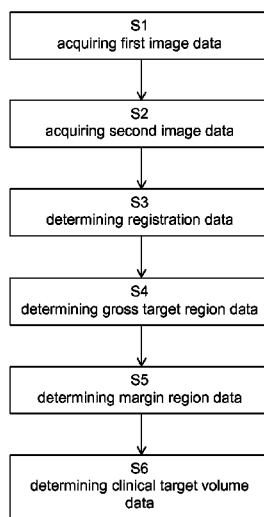 S1
acquiring first image data
S2
acquiring second image data
S3
determining registration data
S4
determining gross target region data
S5
determining margin region data
S6
determining clinical target volume
data